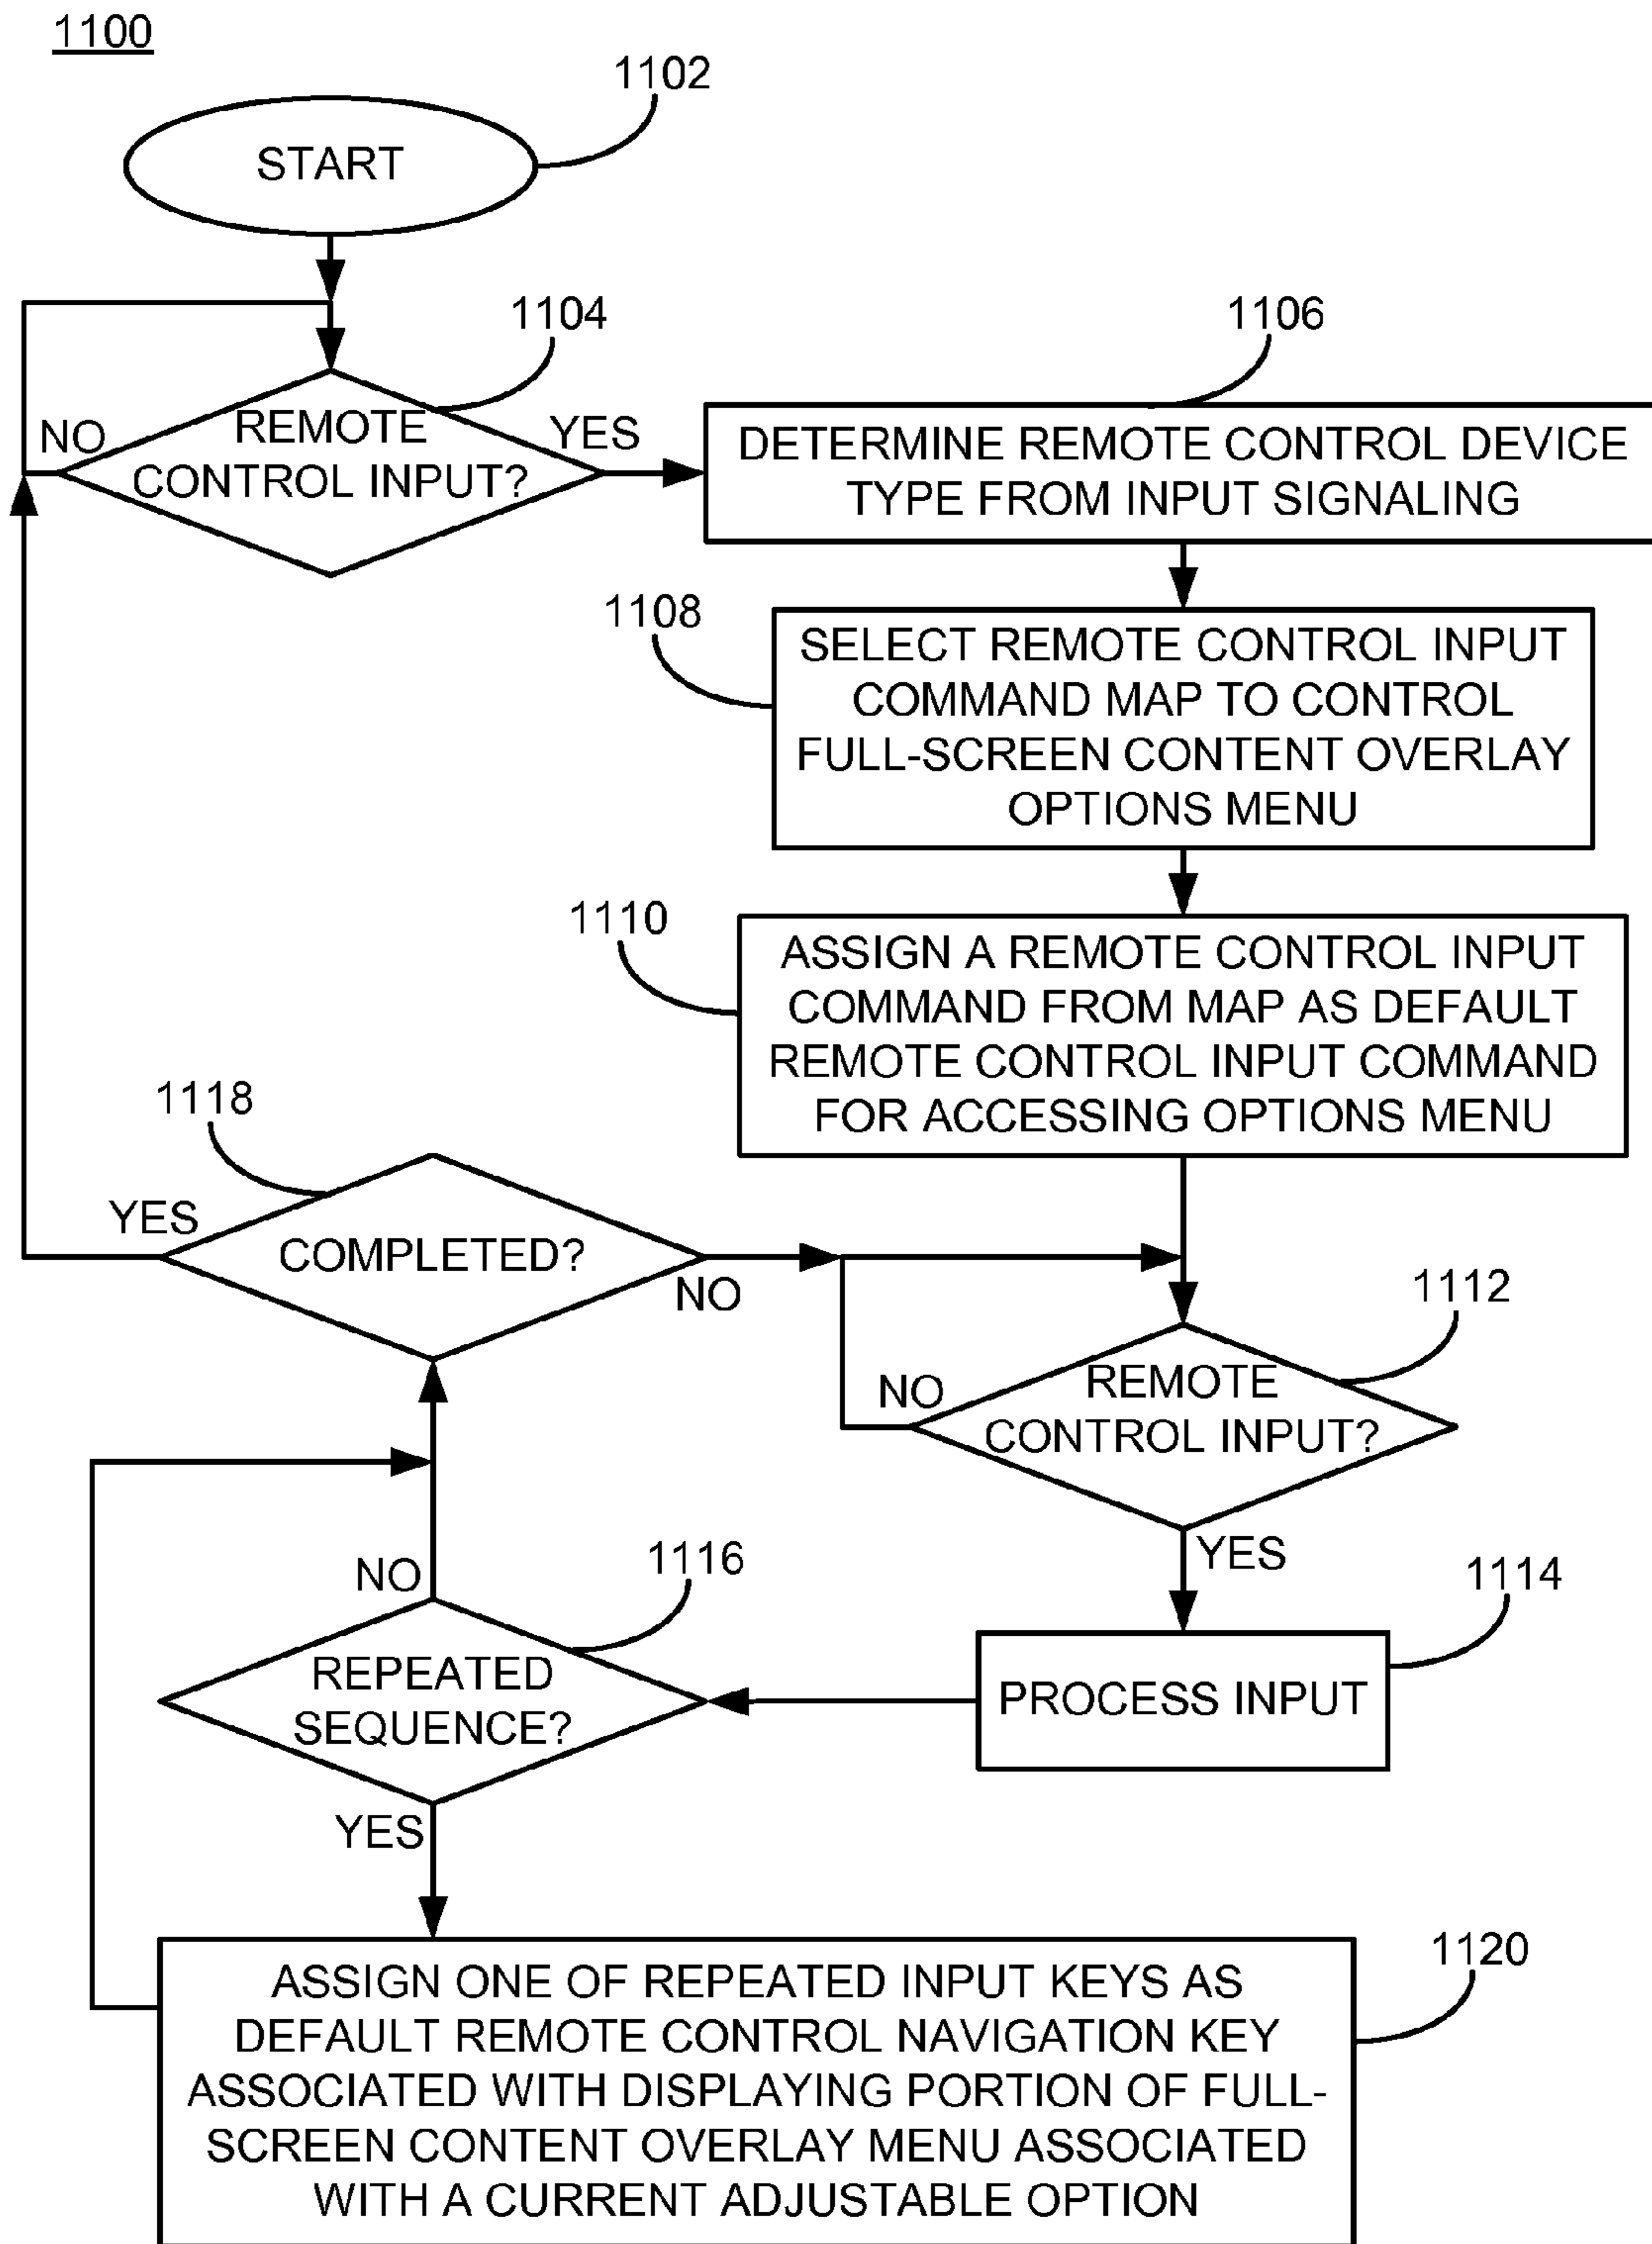 1100
1102
START
1104
1106
NO
REMOTE
CONTROL INPUT?
YES
DETERMINE REMOTE CONTROL DEVICE
TYPE FROM INPUT SIGNALING
1108
SELECT REMOTE CONTROL INPUT
COMMAND MAP TO CONTROL
FULL-SCREEN CONTENT OVERLAY
OPTIONS MENU
1110
ASSIGN A REMOTE CONTROL INPUT
COMMAND FROM MAP AS DEFAULT
REMOTE CONTROL INPUT COMMAND
FOR ACCESSING OPTIONS MENU
1118
YES
COMPLETED?
NO
1112
NO
REMOTE
CONTROL INPUT?
YES
1114
PROCESS INPUT
1116
NO
REPEATED
SEQUENCE?
YES
1120
ASSIGN ONE OF REPEATED INPUT KEYS AS
DEFAULT REMOTE CONTROL NAVIGATION KEY
ASSOCIATED WITH DISPLAYING PORTION OF FULL-
SCREEN CONTENT OVERLAY MENU ASSOCIATED
WITH A CURRENT ADJUSTABLE OPTION